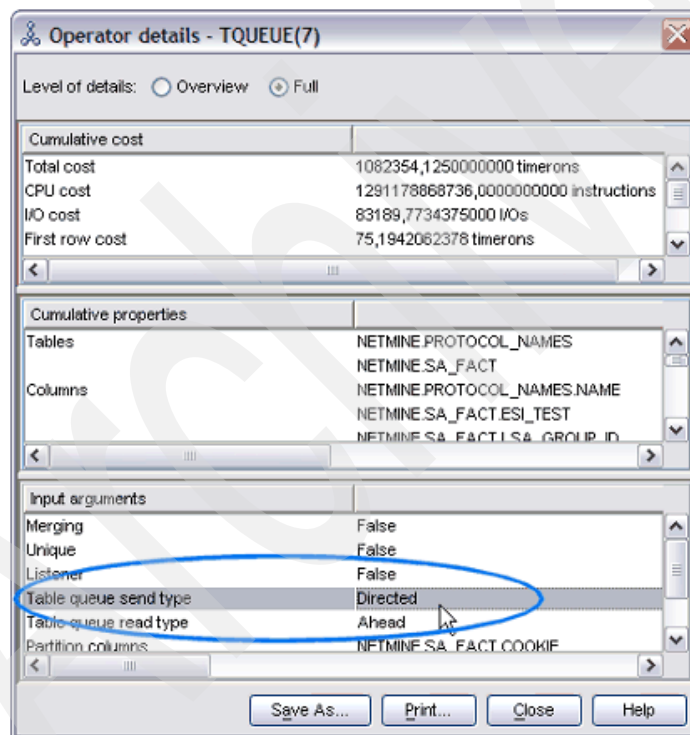 Operator details - TQUEUE(7)
Level of details: Overview Full
Cumulative cost
Total cost 1082354,1250000000 timerons
CPU cost 1291178868736,0000000000 instructions
I/O cost 83189,7734375000 I/Os
First row cost 75,1942062378 timerons
Cumulative properties
Tables NETMINE.PROTOCOL_NAMES
NETMINE.SA_FACT
Columns NETMINE.PROTOCOL_NAMES.NAME
NETMINE.SA_FACT.ESI_TEST
NETMINE.SA_FACT.LSA_GROUP_ID
Input arguments
Merging False
Unique False
Listener False
Table queue send type Directed
Table queue read type Ahead
Partition columns NETMINE.SA_FACT.COOKIE
Save As... Print... Close Help